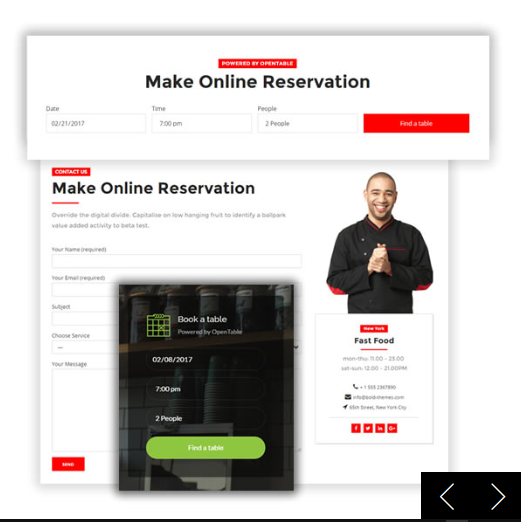 POWERED BY OPENTABLE
Make Online Reservation
Date
Time
People
02/21/2017
7:00 pm
2 People
Find a table
CONTACT US
Make Online Reservation
Override the digital divide. Capitalise on low hanging fruit to identify a ballpark
value added activity to beta test.
Your Name (required)
Your Email (required)
Subject
Choose Service
---
Your Message
SEND
Book a table
Powered by OpenTable
02/08/2017
7:00 pm
2 People
Find a table
New York
Fast Food
mon-thu: 11:00 - 23:00
sat-sun: 12:00 - 21:00PM
info@bold-themes.com
65th Street, New York City